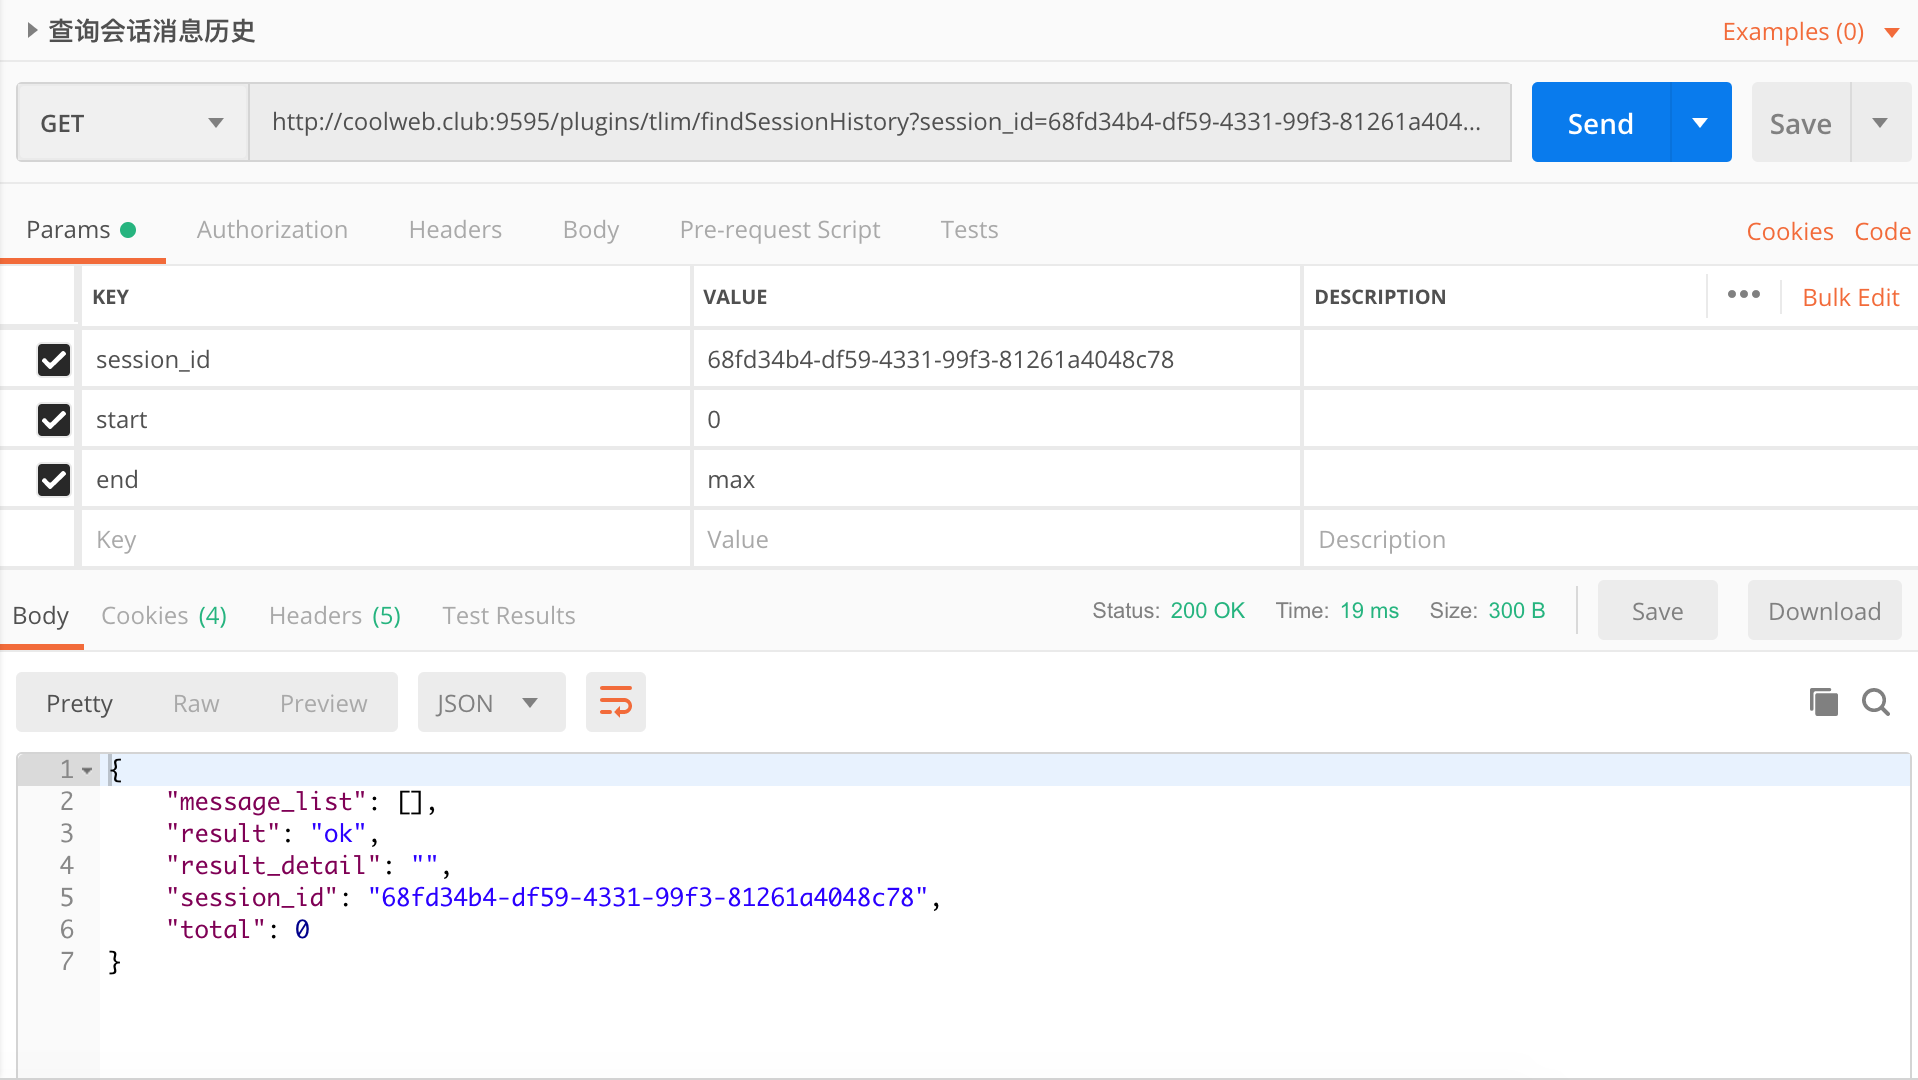 查询会话消息历史
Examples (0)
GET
http://coolweb.club:9595/plugins/tlim/findSessionHistory?session_id=68fd34b4-df59-4331-99f3-81261a404...
Send
Save
Params
Authorization
Headers
Body
Pre-request Script
Tests
Cookies
Code
KEY
VALUE
DESCRIPTION
•••
Bulk Edit
session_id
68fd34b4-df59-4331-99f3-81261a4048c78
start
0
end
max
Key
Value
Description
Body
Cookies (4)
Headers (5)
Test Results
Status: 200 OK
Time: 19 ms
Size: 300 B
Save
Download
Pretty
Raw
Preview
JSON
1 {
2 "message_list": [],
3 "result": "ok",
4 "result_detail": "",
5 "session_id": "68fd34b4-df59-4331-99f3-81261a4048c78",
6 "total": 0
7 }